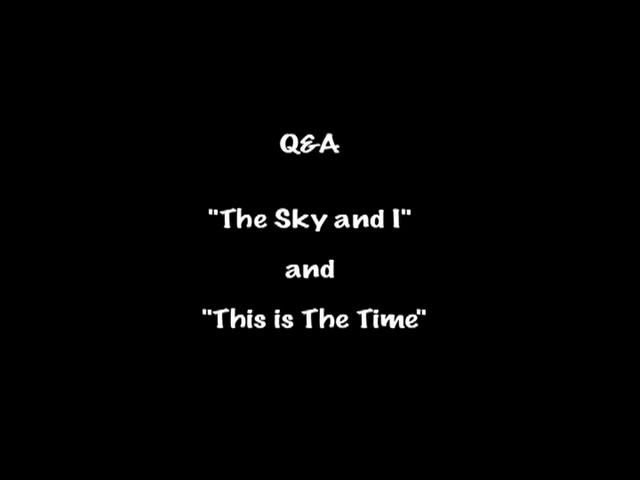 Q&A
"The Sky and I"
and
"This is The Time"